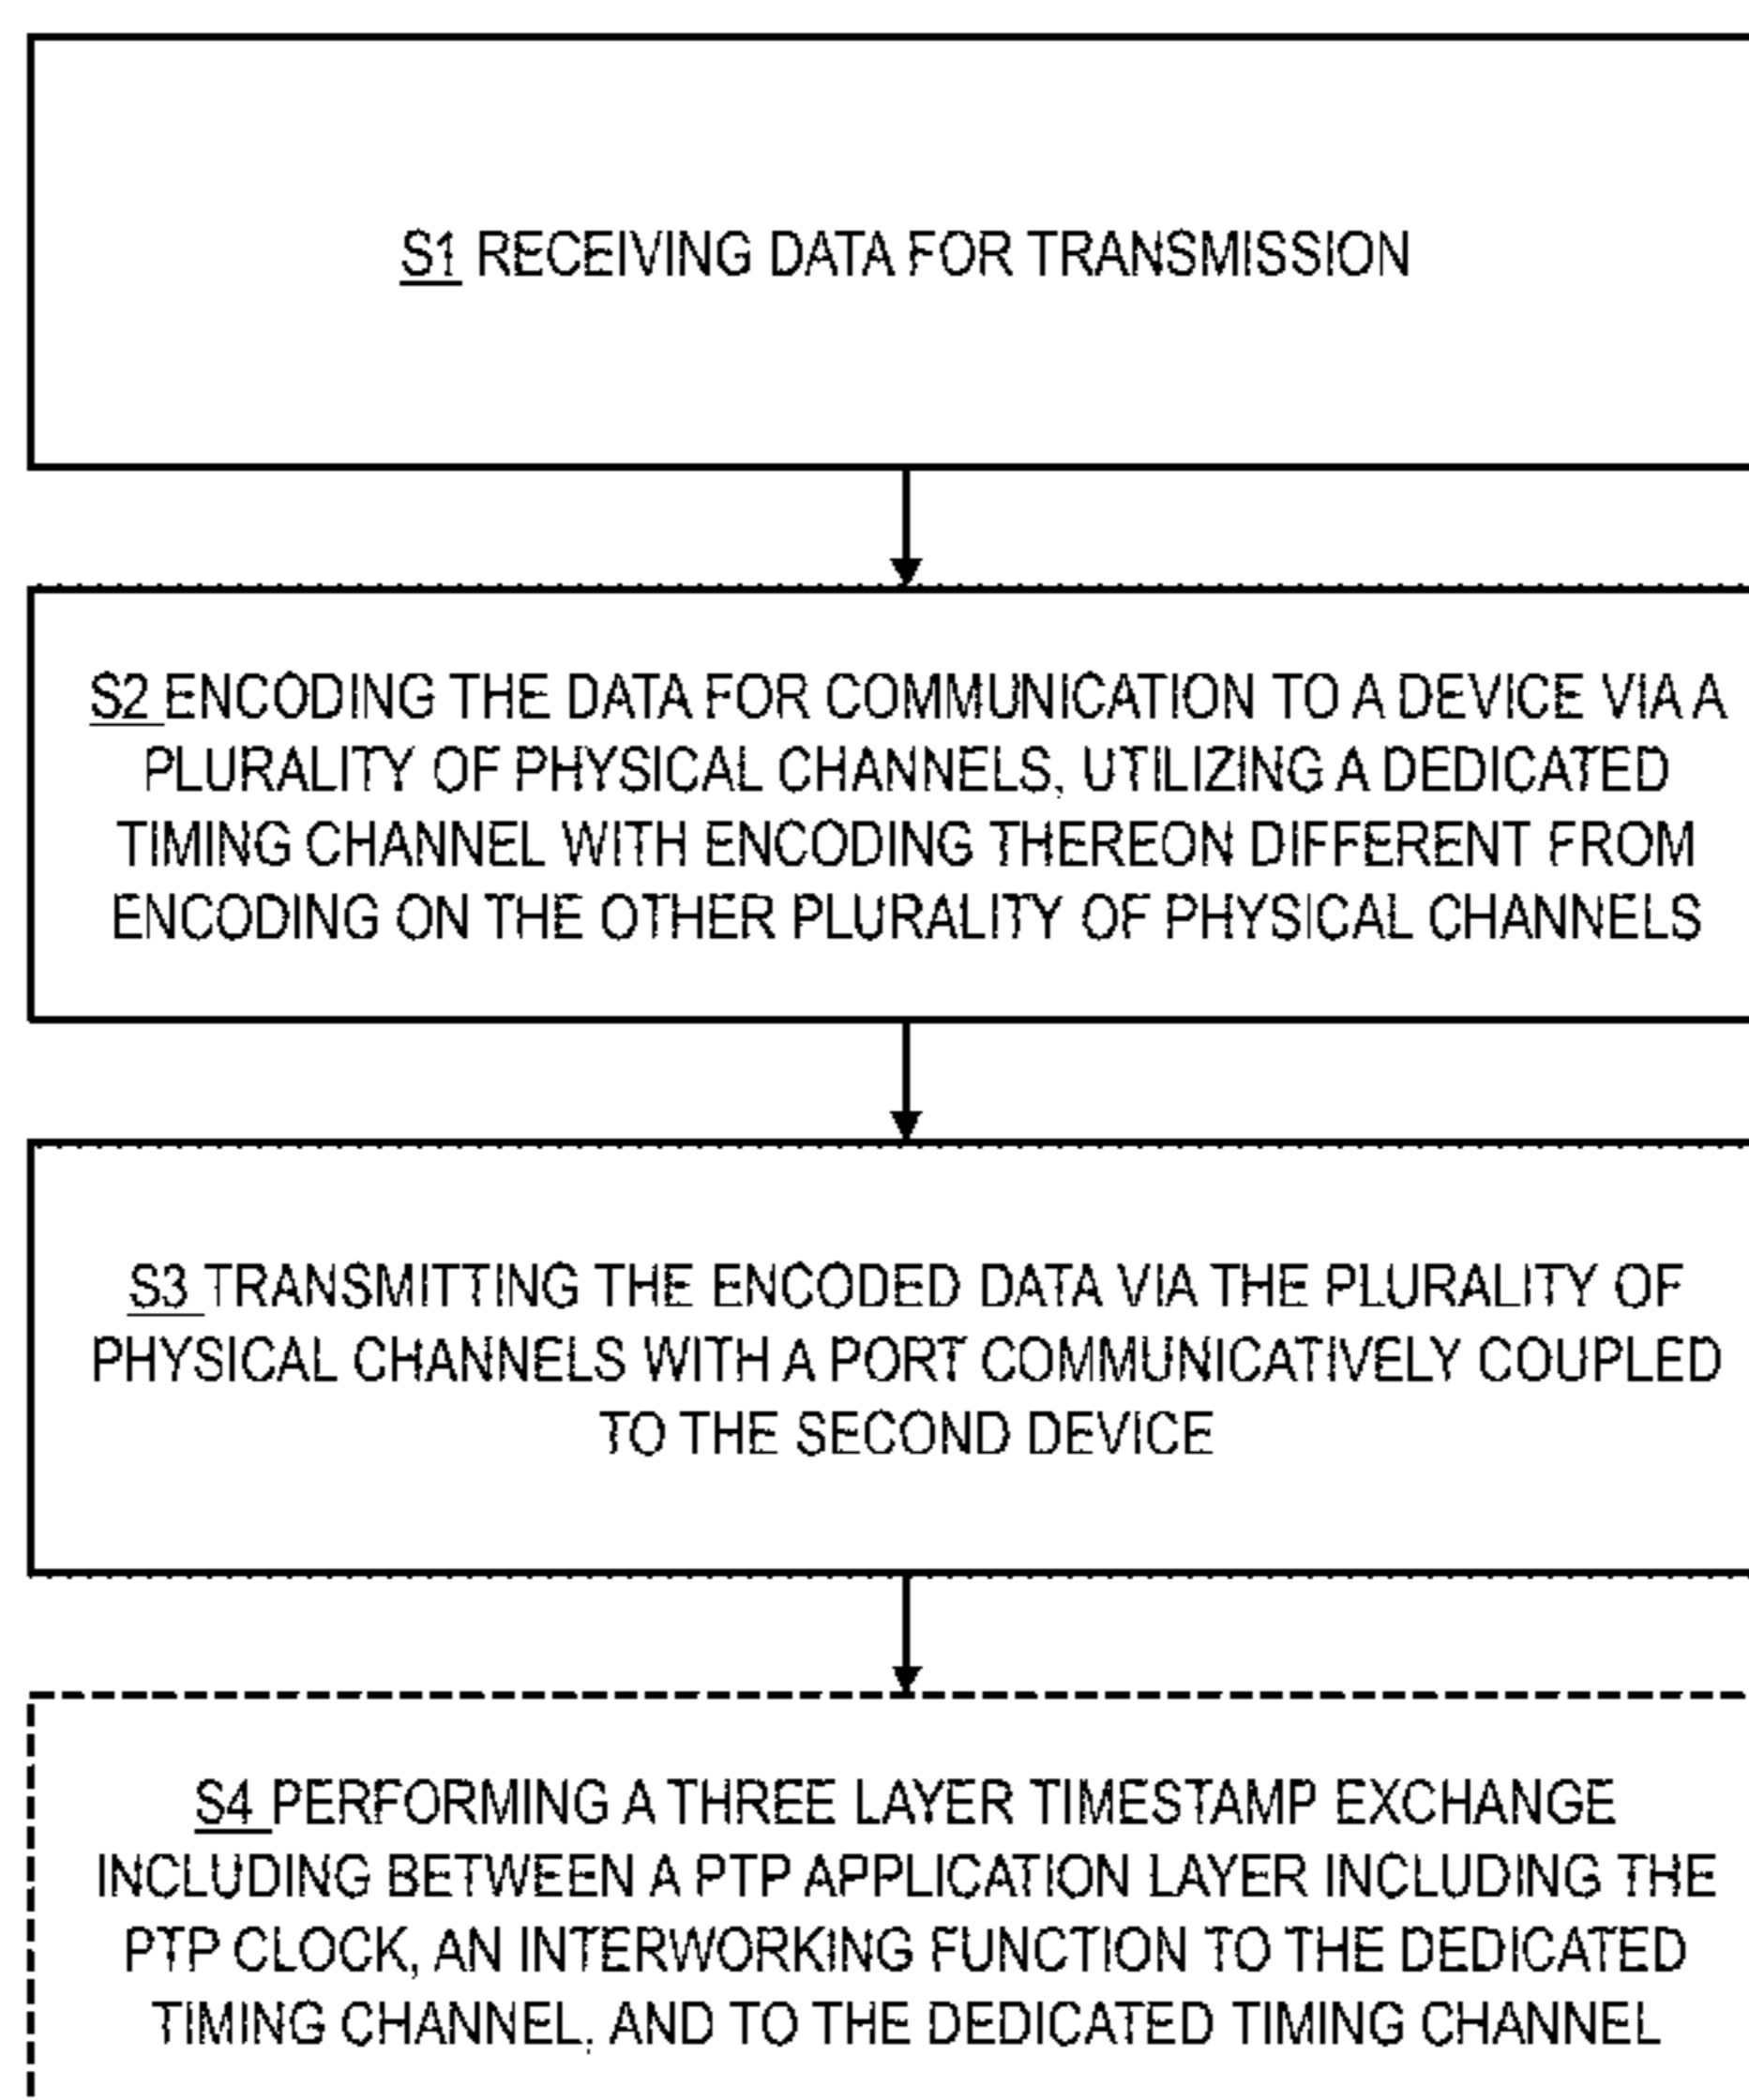 S1 RECEIVING DATA FOR TRANSMISSION
S2 ENCODING THE DATA FOR COMMUNICATION TO A DEVICE VIA A
PLURALITY OF PHYSICAL CHANNELS, UTILIZING A DEDICATED
TIMING CHANNEL WITH ENCODING THEREON DIFFERENT FROM
ENCODING ON THE OTHER PLURALITY OF PHYSICAL CHANNELS
S3 TRANSMITTING THE ENCODED DATA VIA THE PLURALITY OF
PHYSICAL CHANNELS WITH A PORT COMMUNICATIVELY COUPLED
TO THE SECOND DEVICE
S4 PERFORMING A THREE LAYER TIMESTAMP EXCHANGE
INCLUDING BETWEEN A PTP APPLICATION LAYER INCLUDING THE
PTP CLOCK, AN INTERWORKING FUNCTION TO THE DEDICATED
TIMING CHANNEL, AND TO THE DEDICATED TIMING CHANNEL